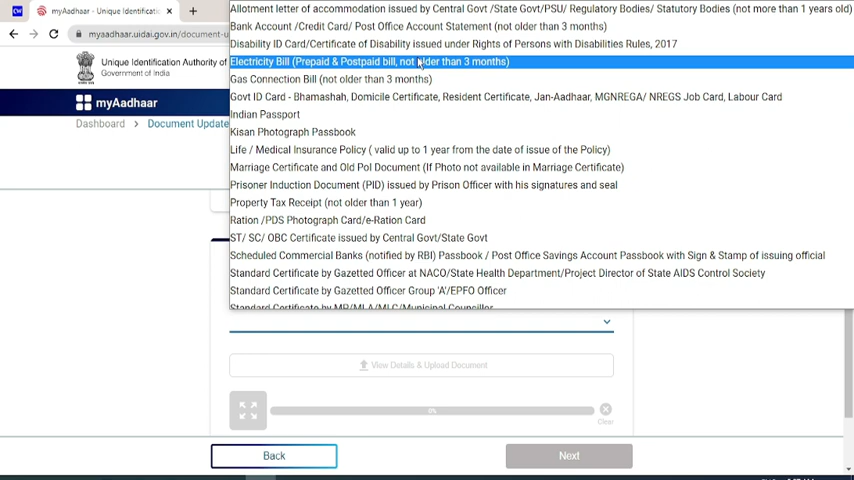 myAadhaar - Unique Identificati
myaadhaar.uidai.gov.in/document-u
Unique Identification Authority of
Government of India
myAadhaar
Dashboard > Document Update
Allotment letter of accommodation issued by Central Govt /State Govt/PSU/ Regulatory Bodies/ Statutory Bodies (not more than 1 years old)
Bank Account /Credit Card/ Post Office Account Statement (not older than 3 months)
Disability ID Card/Certificate of Disability issued under Rights of Persons with Disabilities Rules, 2017
Electricity Bill (Prepaid & Postpaid bill, not older than 3 months)
Gas Connection Bill (not older than 3 months)
Govt ID Card - Bhamashah, Domicile Certificate, Resident Certificate, Jan-Aadhaar, MGNREGA/ NREGS Job Card, Labour Card
Indian Passport
Kisan Photograph Passbook
Life / Medical Insurance Policy ( valid up to 1 year from the date of issue of the Policy)
Marriage Certificate and Old PoI Document (If Photo not available in Marriage Certificate)
Prisoner Induction Document (PID) issued by Prison Officer with his signatures and seal
Property Tax Receipt (not older than 1 year)
Ration /PDS Photograph Card/e-Ration Card
ST/ SC/ OBC Certificate issued by Central Govt/State Govt
Scheduled Commercial Banks (notified by RBI) Passbook / Post Office Savings Account Passbook with Sign & Stamp of issuing official
Standard Certificate by Gazetted Officer at NACO/State Health Department/Project Director of State AIDS Control Society
Standard Certificate by Gazetted Officer Group 'A'/EPFO Officer
Standard Certificate by MP/MLA/MLC/Municipal Councillor
View Details & Upload Document
0%
Clear
Back
Next